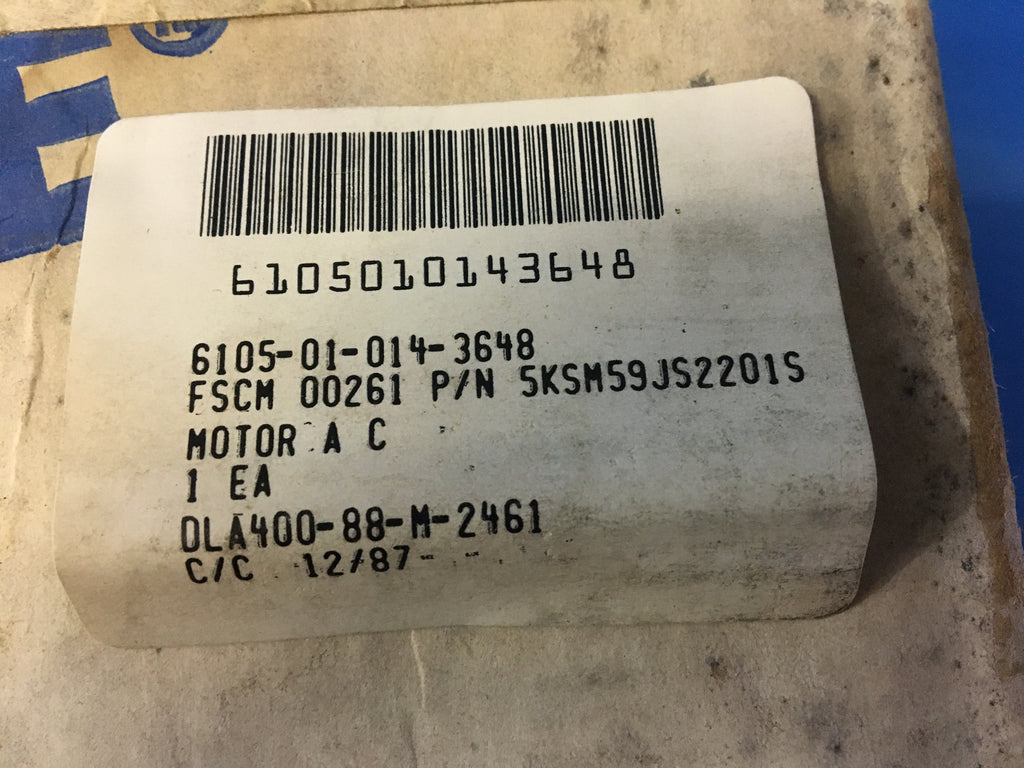 6105010143648
6105-01-014-3648
FSCM 00261 P/N 5KSM59JS2201S
MOTOR A C
1 EA
DLA400-88-M-2461
C/C 12/87